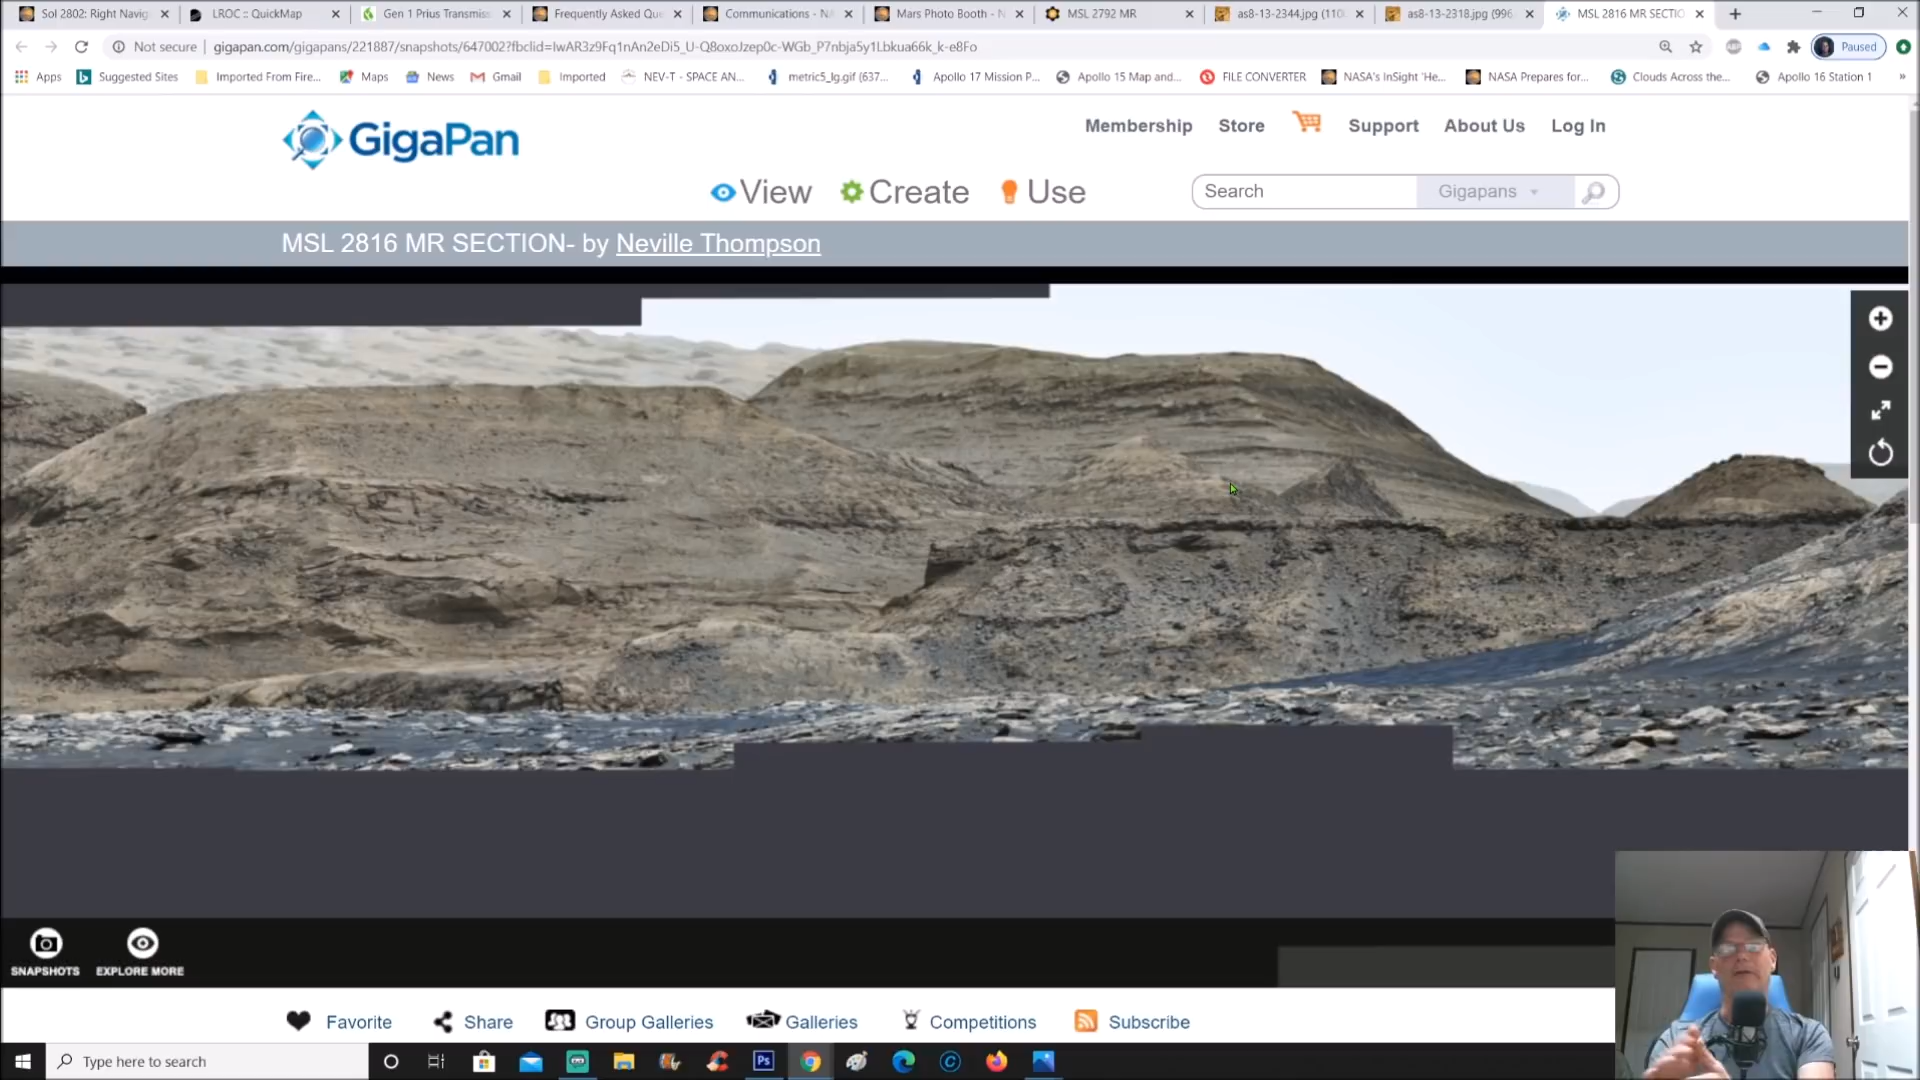 Sol 2802: Right Navig
LROC :: QuickMap
Gen 1 Prius Transmiss
Frequently Asked Que
Communications - NA
Mars Photo Booth - N
MSL 2792 MR
as8-13-2344.jpg (110
as8-13-2318.jpg (996
MSL 2816 MR SECTIO
Not secure
gigapan.com/gigapans/221887/snapshots/647002?fbclid=IwAR3z9Fq1nAn2eDi5_U-Q8oxoJzep0c-WGb_P7nbja5y1Lbkua66k_k-e8Fo
Paused
Apps
Suggested Sites
Imported From Fire...
Maps
News
Gmail
Imported
NEV-T - SPACE AN...
metric5_lg.gif (637...
Apollo 17 Mission P...
Apollo 15 Map and...
FILE CONVERTER
NASA's InSight 'He...
NASA Prepares for...
Clouds Across the...
Apollo 16 Station 1
GigaPan
Membership
Store
Support
About Us
Log In
View
Create
Use
Search
Gigapans
MSL 2816 MR SECTION- by Neville Thompson
SNAPSHOTS
EXPLORE MORE
Favorite
Share
Group Galleries
Galleries
Competitions
Subscribe
Type here to search
Ps